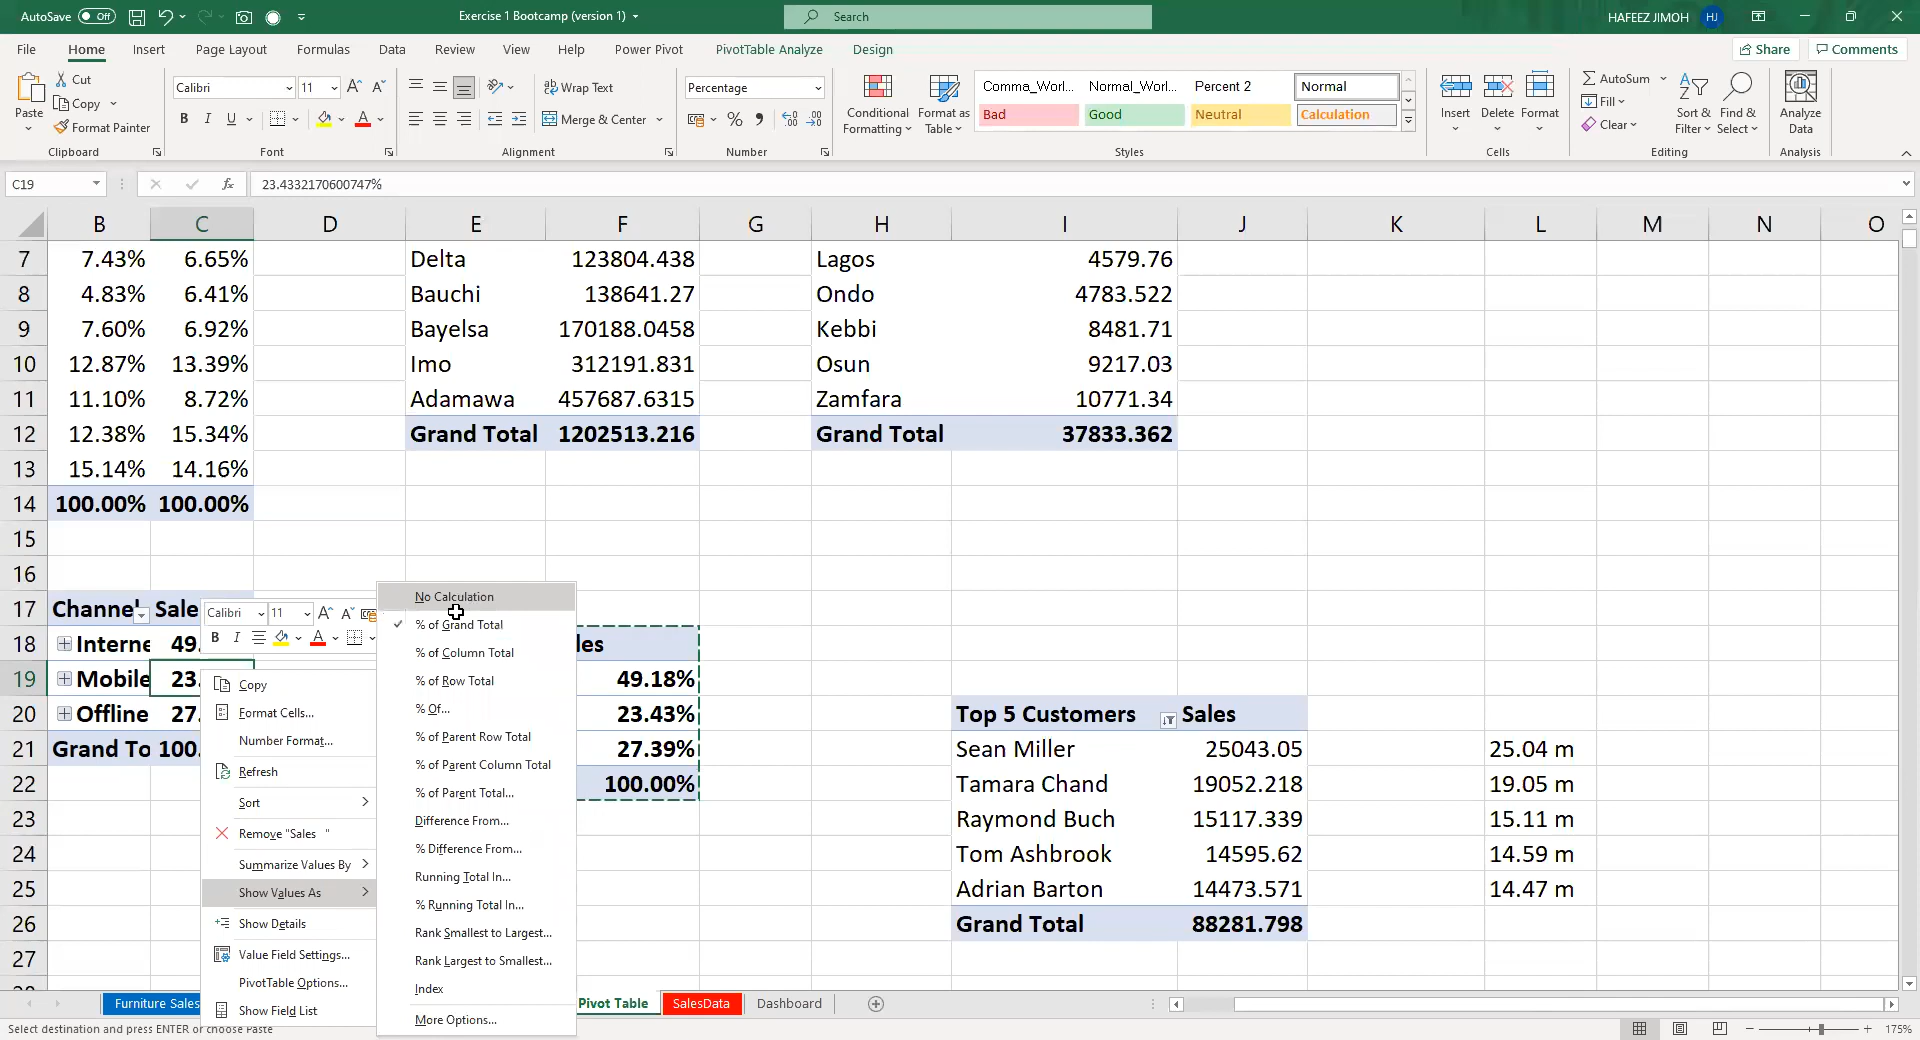 AutoSave Off Exercise 1 Bootcamp (version 1) Search HAFEEZ JIMOH HJ
File Home Insert Page Layout Formulas Data Review View Help Power Pivot PivotTable Analyze Design Share Comments
Paste Cut Copy Format Painter Clipboard
Calibri 11 B I U A Font
Wrap Text Merge & Center Alignment
Percentage % Number
Conditional Formatting Format as Table Comma_Worl... Normal_Worl... Percent 2 Normal
Bad Good Neutral Calculation Styles
Insert Delete Format Cells
AutoSum Fill Clear Sort & Filter Find & Select Editing
Analyze Data Analysis
C19 fx 23.4332170600747%
B C D E F G H I J K L M N O
7 7.43% 6.65% Delta 123804.438 Lagos 4579.76
8 4.83% 6.41% Bauchi 138641.27 Ondo 4783.522
9 7.60% 6.92% Bayelsa 170188.0458 Kebbi 8481.71
10 12.87% 13.39% Imo 312191.831 Osun 9217.03
11 11.10% 8.72% Adamawa 457687.6315 Zamfara 10771.34
12 12.38% 15.34% Grand Total 1202513.216 Grand Total 37833.362
13 15.14% 14.16%
14 100.00% 100.00%
15
16
17 Channel Sale
18 Interne 49. les
19 Mobile 23. 49.18%
20 Offline 27. 23.43% Top 5 Customers Sales
21 Grand To 100. 27.39% Sean Miller 25043.05 25.04 m
22 100.00% Tamara Chand 19052.218 19.05 m
23 Raymond Buch 15117.339 15.11 m
24 Tom Ashbrook 14595.62 14.59 m
25 Adrian Barton 14473.571 14.47 m
26 Grand Total 88281.798
27
Calibri 11 A A
B I A
Copy
Format Cells...
Number Format...
Refresh
Sort
Remove "Sales "
Summarize Values By
Show Values As
Show Details
Value Field Settings...
PivotTable Options...
Show Field List
No Calculation
% of Grand Total
% of Column Total
% of Row Total
% Of...
% of Parent Row Total
% of Parent Column Total
% of Parent Total...
Difference From...
% Difference From...
Running Total In...
% Running Total In...
Rank Smallest to Largest...
Rank Largest to Smallest...
Index
More Options...
Furniture Sales Pivot Table SalesData Dashboard
Select destination and press ENTER or choose Paste 175%